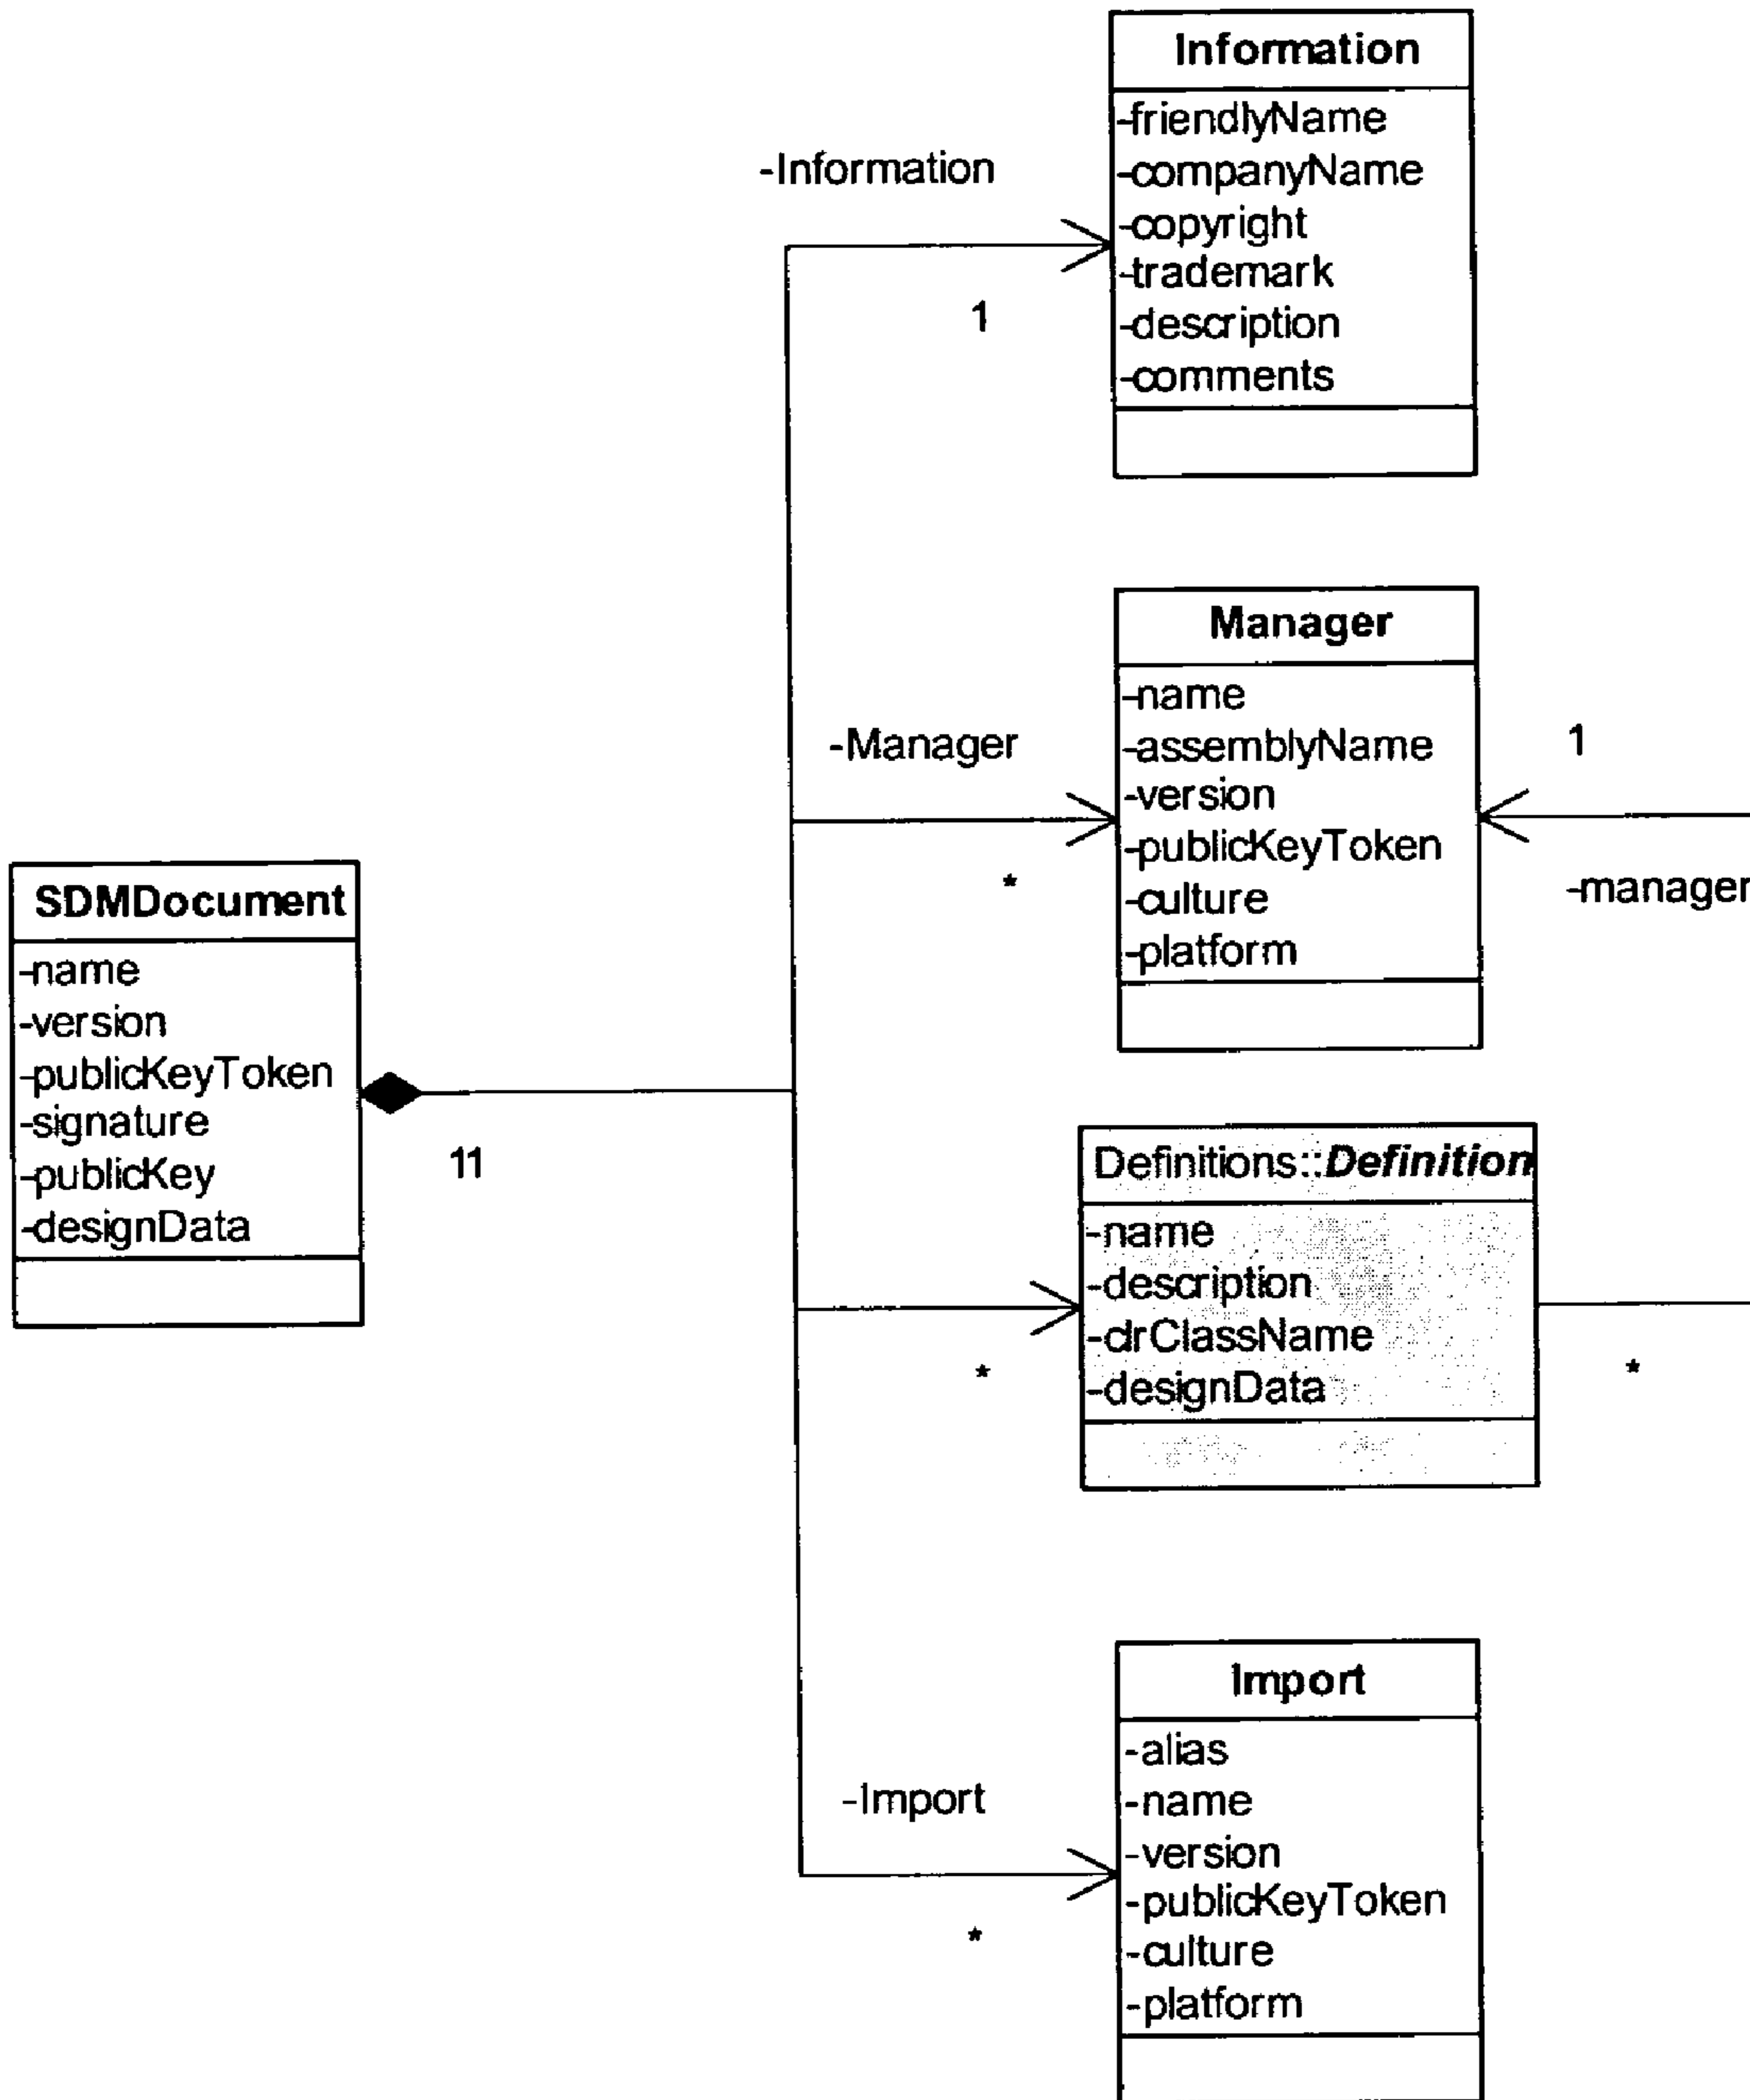 Information
-friendlyName
-companyName
-copyright
-trademark
-description
-comments
-Information
1
Manager
-name
-assemblyName
-version
-publicKeyToken
-culture
-platform
-Manager
*
1
-manager
SDMDocument
-name
-version
-publicKeyToken
-signature
-publicKey
-designData
11
Definitions::Definition
-name
-description
-clrClassName
-designData
*
*
Import
-alias
-name
-version
-publicKeyToken
-culture
-platform
-Import
*